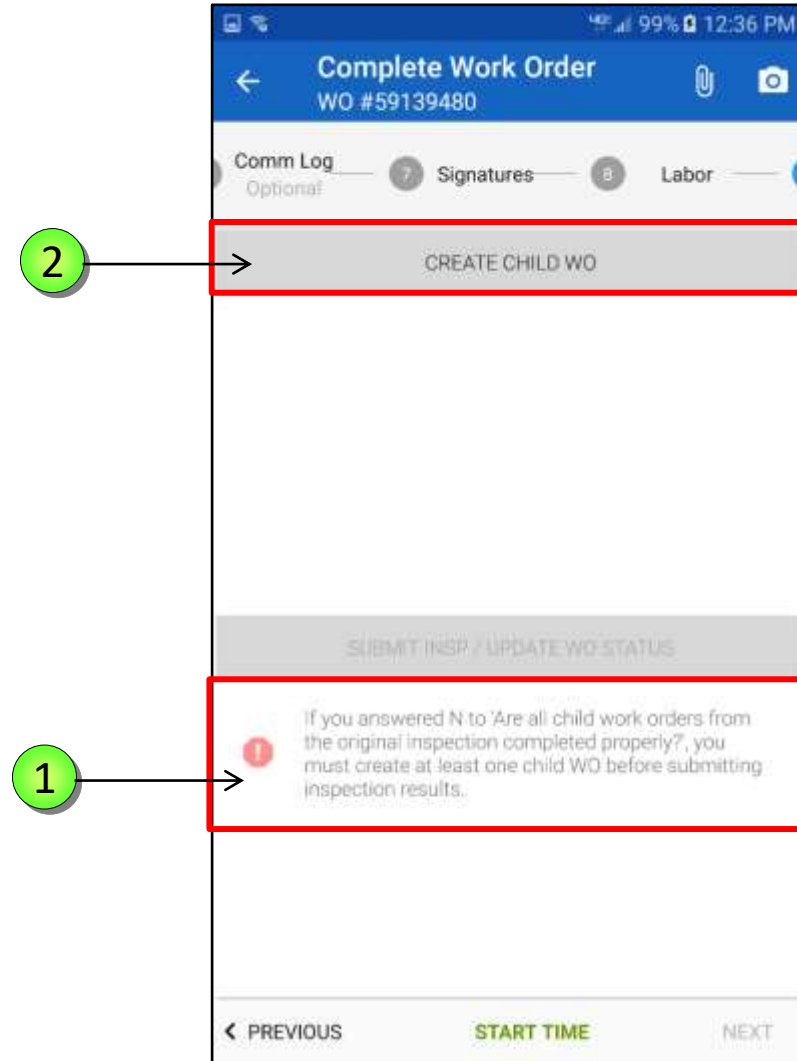 99% 12:36 PM
Complete Work Order
WO #59139480
Comm Log
Optional
7 Signatures
8 Labor
2
CREATE CHILD WO
SUBMIT INSP / UPDATE WO STATUS
If you answered N to 'Are all child work orders from
the original inspection completed properly?', you
must create at least one child WO before submitting
inspection results.
1
PREVIOUS
START TIME
NEXT